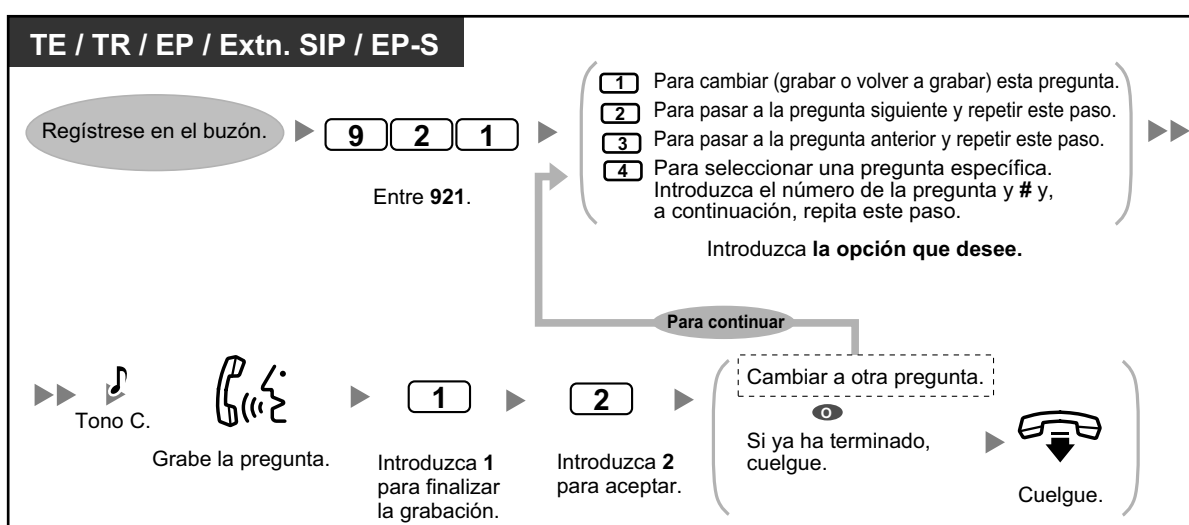 TE / TR / EP / Extn. SIP / EP-S
Regístrese en el buzón.
9 2 1
Entre 921.
1 Para cambiar (grabar o volver a grabar) esta pregunta.
2 Para pasar a la pregunta siguiente y repetir este paso.
3 Para pasar a la pregunta anterior y repetir este paso.
4 Para seleccionar una pregunta específica.
Introduzca el número de la pregunta y # y,
a continuación, repita este paso.
Introduzca la opción que desee.
Para continuar
Tono C.
Grabe la pregunta.
1
Introduzca 1
para finalizar
la grabación.
2
Introduzca 2
para aceptar.
Cambiar a otra pregunta.
O
Si ya ha terminado,
cuelgue.
Cuelgue.